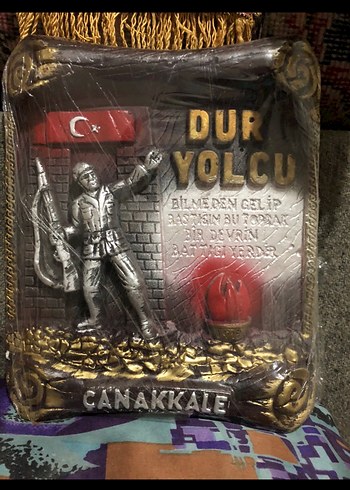 DUR
YOLCU
BİLMEDEN GELİP
BASTIĞIN BU TOPRAK
BİR DEVRİN
BATTIĞI YERDİR
ÇANAKKALE